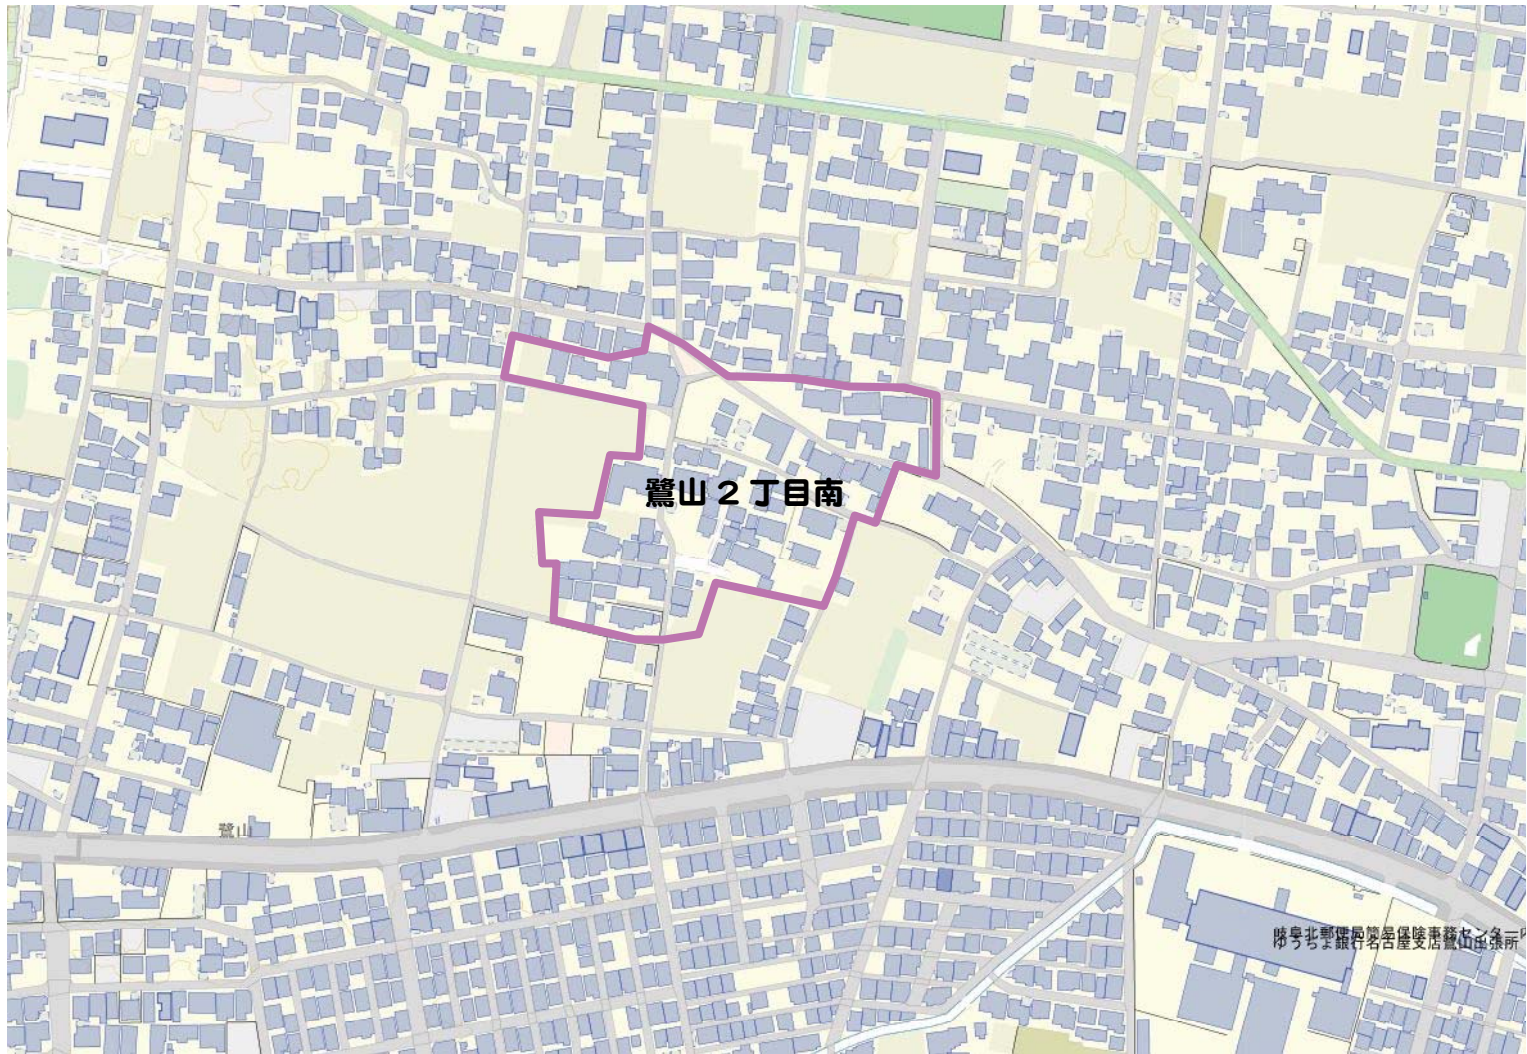 鷺山２丁目南
鷺山
岐阜北郵便局簡易保険事務センター内
ゆうちょ銀行名古屋支店鷺山出張所